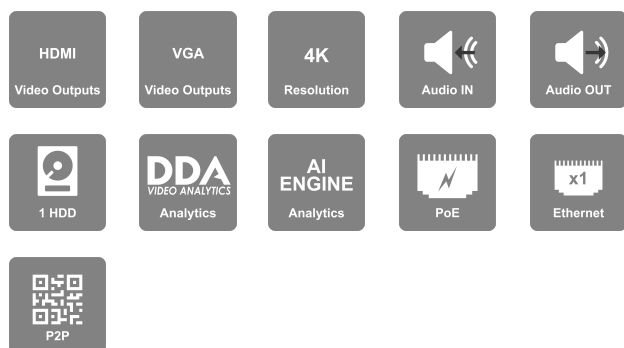 HDMI
Video Outputs
VGA
Video Outputs
4K
Resolution
Audio IN
Audio OUT
1 HDD
DDA
VIDEO ANALYTICS
Analytics
AI
ENGINE
Analytics
PoE
x1
Ethernet
P2P